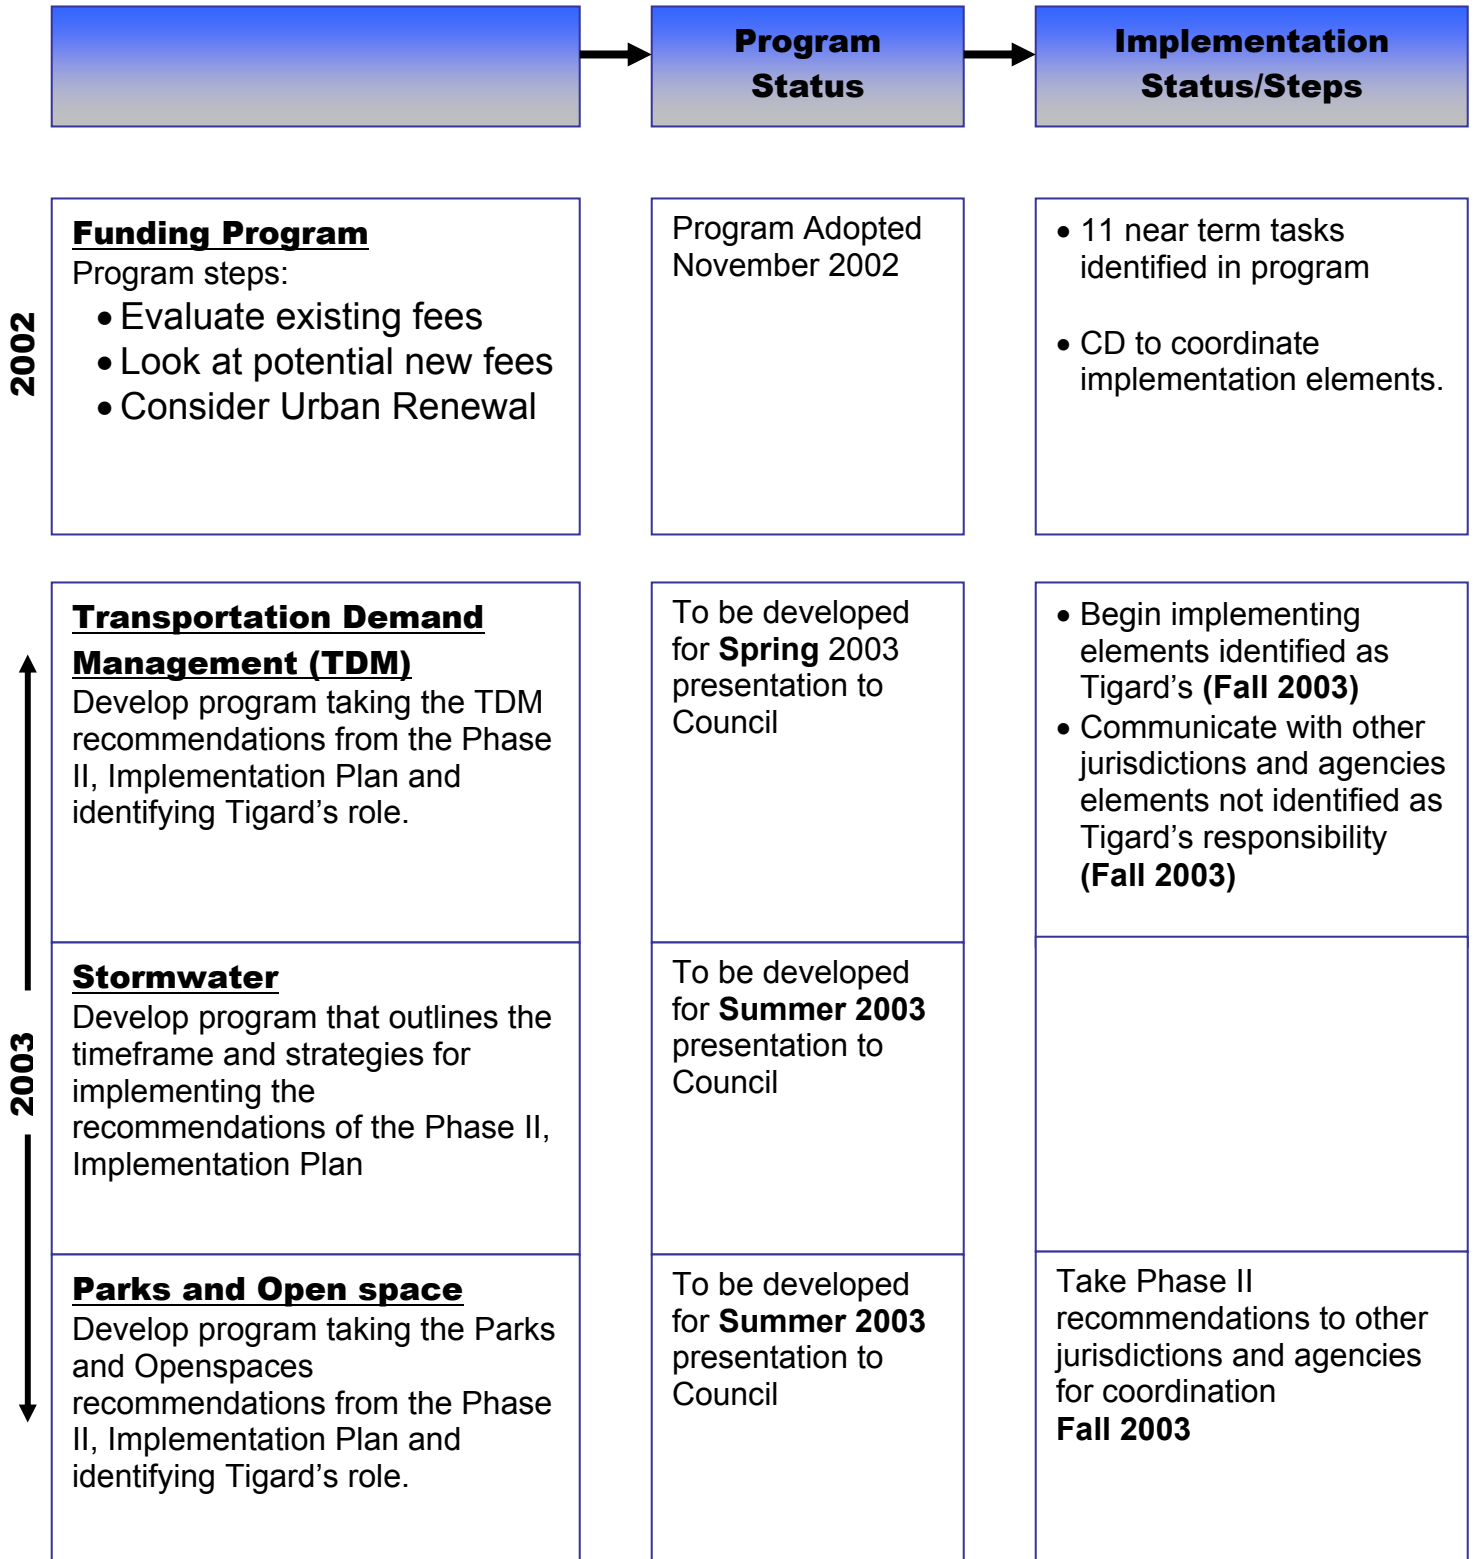 Program
Status
Implementation
Status/Steps
2002
Funding Program
Program steps:
• Evaluate existing fees
• Look at potential new fees
• Consider Urban Renewal
Program Adopted
November 2002
• 11 near term tasks
identified in program
• CD to coordinate
implementation elements.
2003
Transportation Demand
Management (TDM)
Develop program taking the TDM
recommendations from the Phase
II, Implementation Plan and
identifying Tigard’s role.
To be developed
for Spring 2003
presentation to
Council
• Begin implementing
elements identified as
Tigard’s (Fall 2003)
• Communicate with other
jurisdictions and agencies
elements not identified as
Tigard’s responsibility
(Fall 2003)
Stormwater
Develop program that outlines the
timeframe and strategies for
implementing the
recommendations of the Phase II,
Implementation Plan
To be developed
for Summer 2003
presentation to
Council
Parks and Open space
Develop program taking the Parks
and Openspaces
recommendations from the Phase
II, Implementation Plan and
identifying Tigard’s role.
To be developed
for Summer 2003
presentation to
Council
Take Phase II
recommendations to other
jurisdictions and agencies
for coordination
Fall 2003